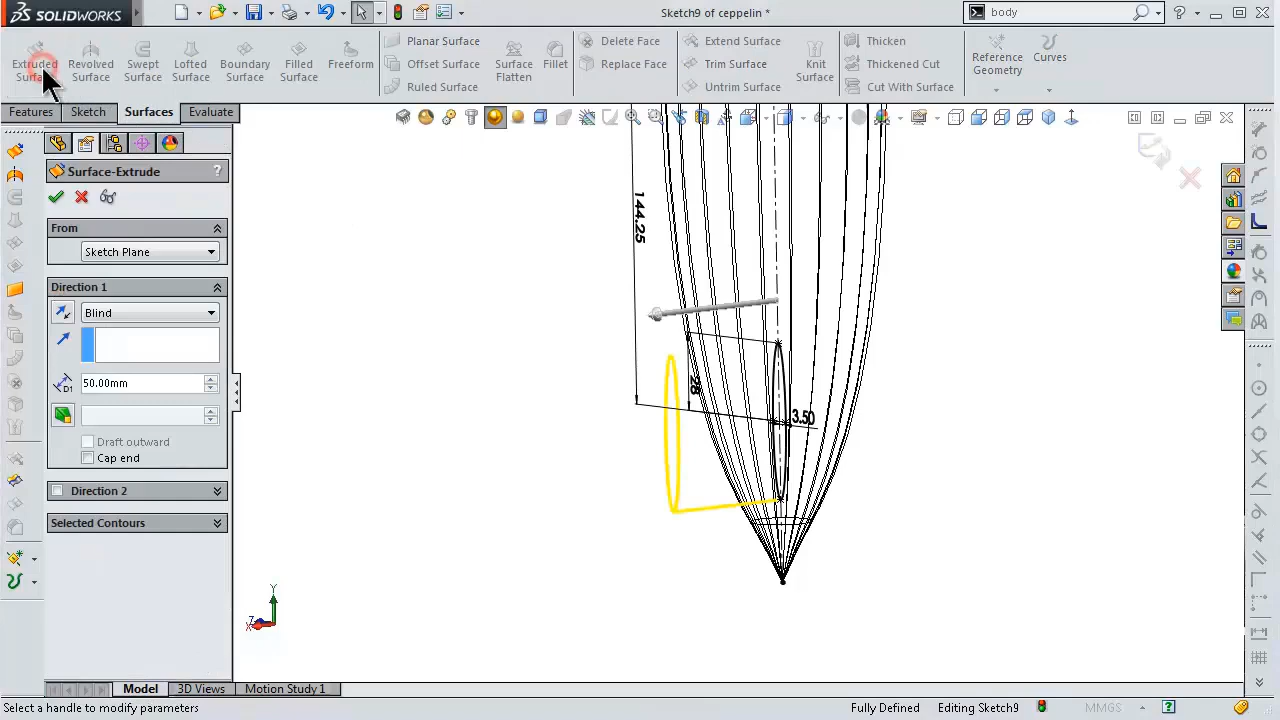 SOLIDWORKS
Sketch9 of ceppelin *
body
Extruded Surface
Revolved Surface
Swept Surface
Lofted Surface
Boundary Surface
Filled Surface
Freeform
Planar Surface
Offset Surface
Ruled Surface
Surface Flatten
Fillet
Delete Face
Replace Face
Extend Surface
Trim Surface
Untrim Surface
Knit Surface
Thicken
Thickened Cut
Cut With Surface
Reference Geometry
Curves
Features
Sketch
Surfaces
Evaluate
Surface-Extrude
?
From
Sketch Plane
Direction 1
Blind
D1
50.00mm
Draft outward
Cap end
Direction 2
Selected Contours
144.25
28
3.50
Y
Z
X
Model
3D Views
Motion Study 1
Select a handle to modify parameters
Fully Defined
Editing Sketch9
MMGS
?